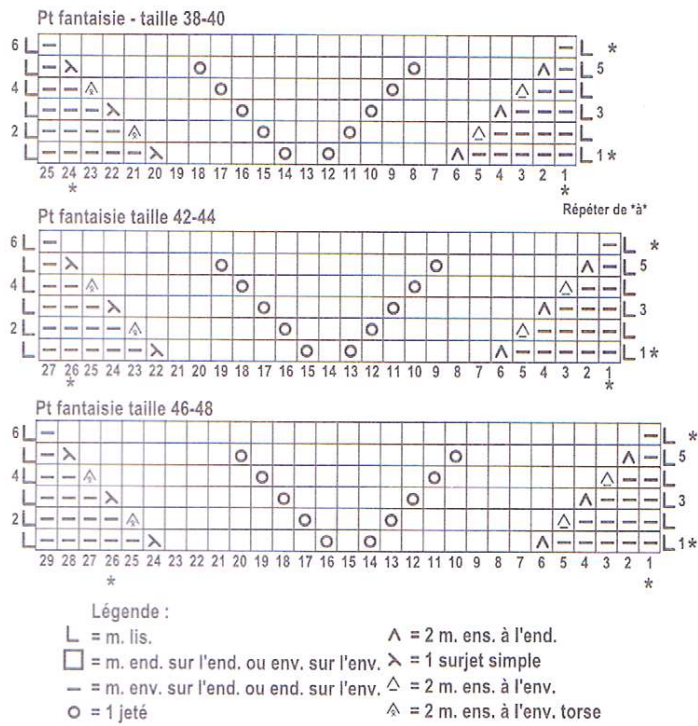 Pt fantaisie - taille 38-40
6 *
5
4
3
2
1*
25 24 23 22 21 20 19 18 17 16 15 14 13 12 11 10 9 8 7 6 5 4 3 2 1
* *
Répéter de *à*
Pt fantaisie taille 42-44
6 *
5
4
3
2
1*
27 26 25 24 23 22 21 20 19 18 17 16 15 14 13 12 11 10 9 8 7 6 5 4 3 2 1
* *
Pt fantaisie taille 46-48
6 *
5
4
3
2
1*
29 28 27 26 25 24 23 22 21 20 19 18 17 16 15 14 13 12 11 10 9 8 7 6 5 4 3 2 1
* *
Légende :
= m. lis.
= m. end. sur l'end. ou env. sur l'env.
= m. env. sur l'end. ou end. sur l'env.
= 1 jeté
= 2 m. ens. à l'end.
= 1 surjet simple
= 2 m. ens. à l'env.
= 2 m. ens. à l'env. torse